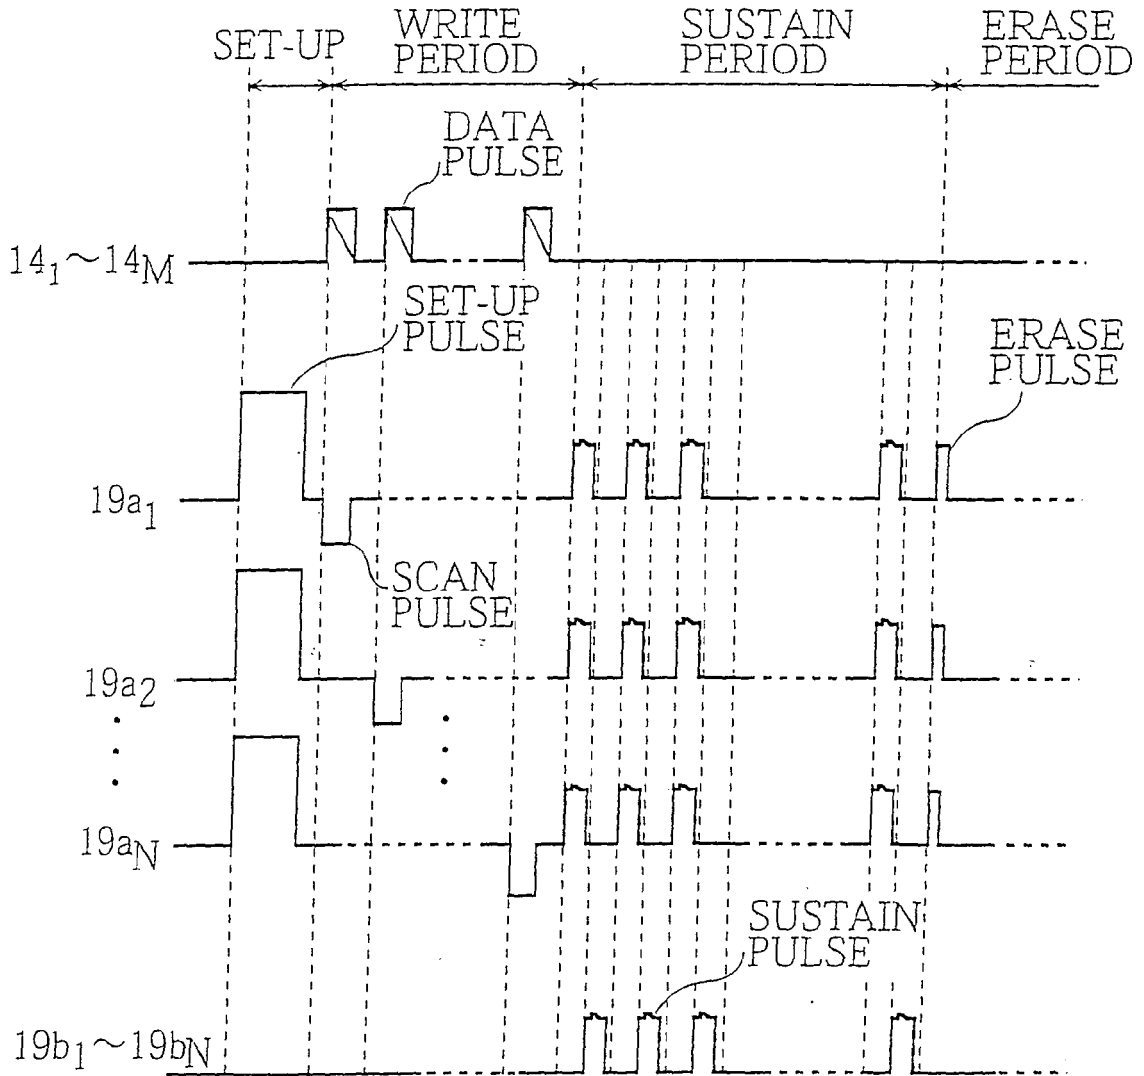 SET-UP
WRITE
PERIOD
SUSTAIN
PERIOD
ERASE
PERIOD
DATA
PULSE
14₁~14M
SET-UP
PULSE
ERASE
PULSE
19a₁
SCAN
PULSE
19a₂
19aN
SUSTAIN
PULSE
19b₁~19bN